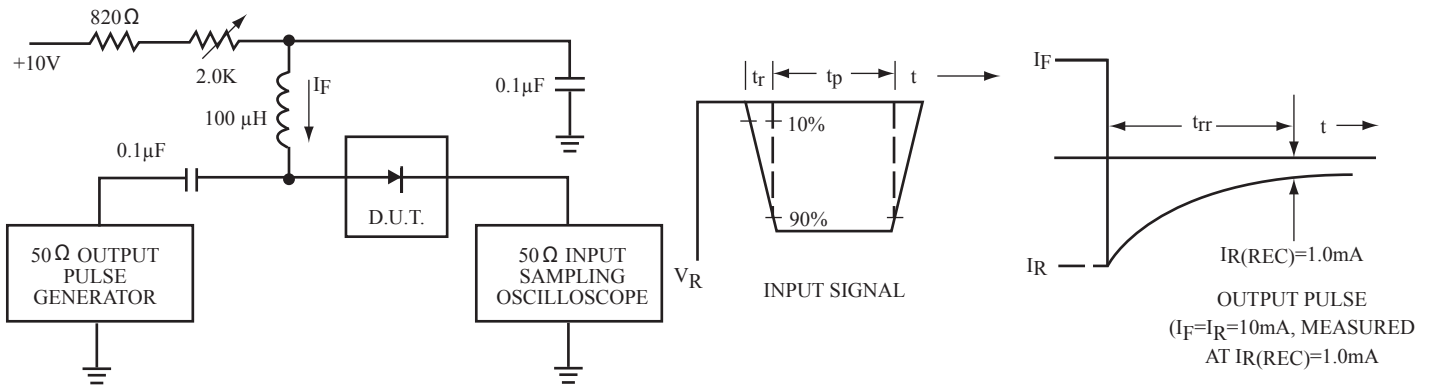 820Ω
+10V
2.0K
100 µH
IF
0.1µF
0.1µF
D.U.T.
50Ω OUTPUT
PULSE
GENERATOR
50Ω INPUT
SAMPLING
OSCILLOSCOPE
tr
tp
t
10%
90%
VR
INPUT SIGNAL
IF
trr
t
IR
IR(REC)=1.0mA
OUTPUT PULSE
(IF=IR=10mA, MEASURED
AT IR(REC)=1.0mA